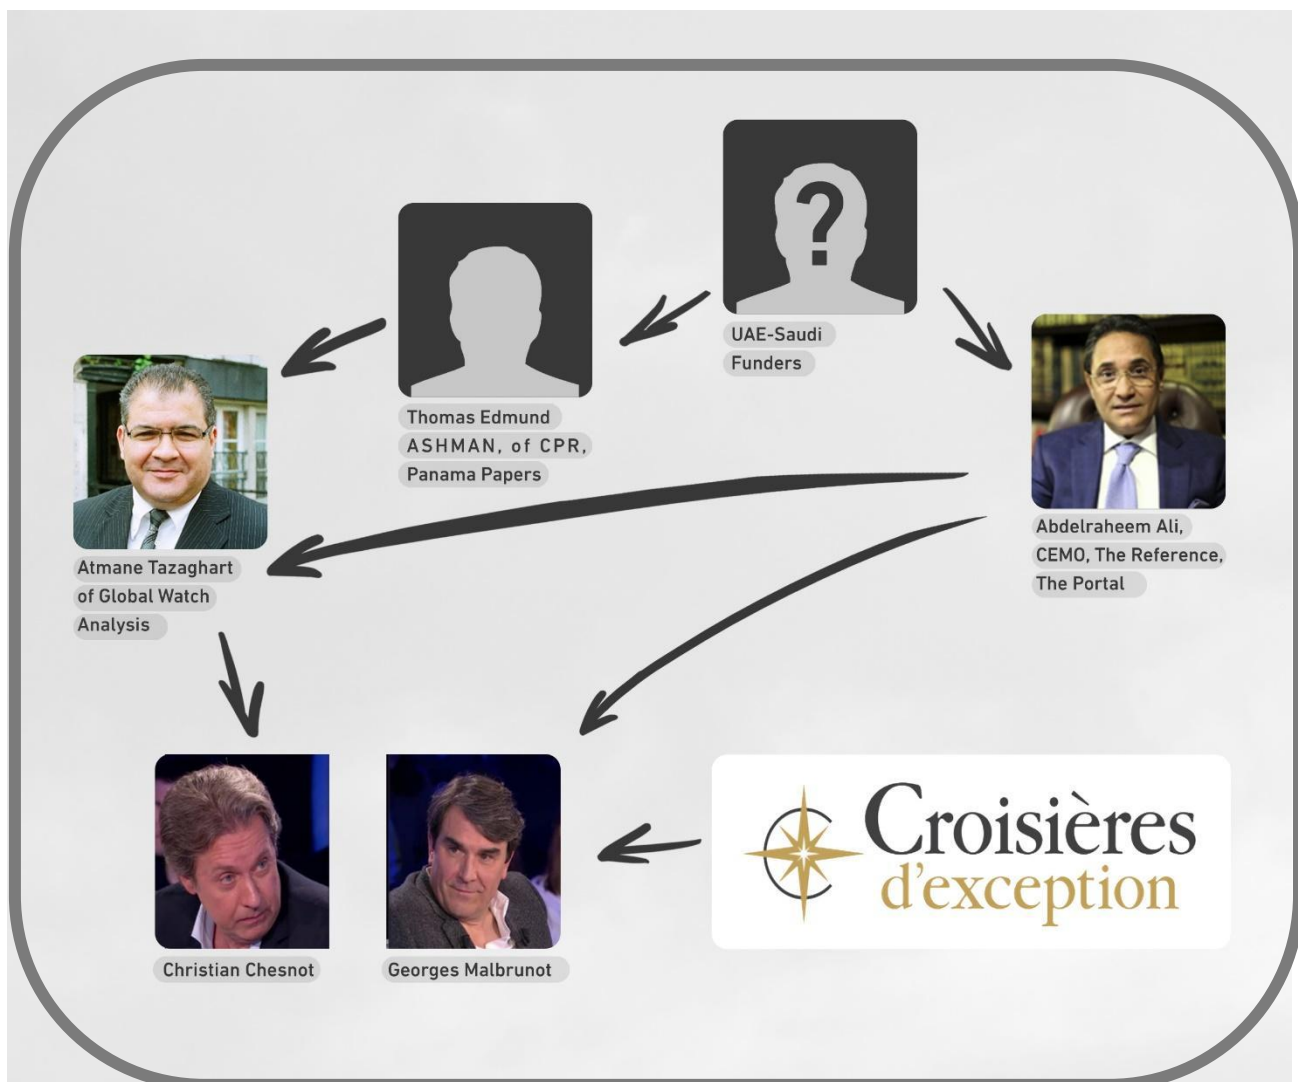 ?
UAE-Saudi
Funders
Thomas Edmund
ASHMAN, of CPR,
Panama Papers
Abdelraheem Ali,
CEMO, The Reference,
The Portal
Atmane Tazaghart
of Global Watch
Analysis
Croisières
d'exception
Christian Chesnot
Georges Malbrunot